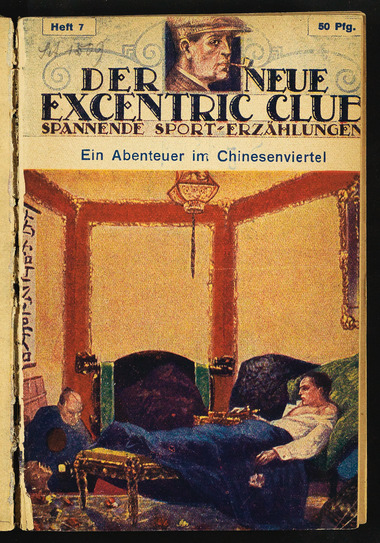 Heft 7
50 Pfg.
DER NEUE
EXCENTRIC CLUB
SPANNENDE SPORT-ERZÄHLUNGEN
Ein Abenteuer im Chinesenviertel